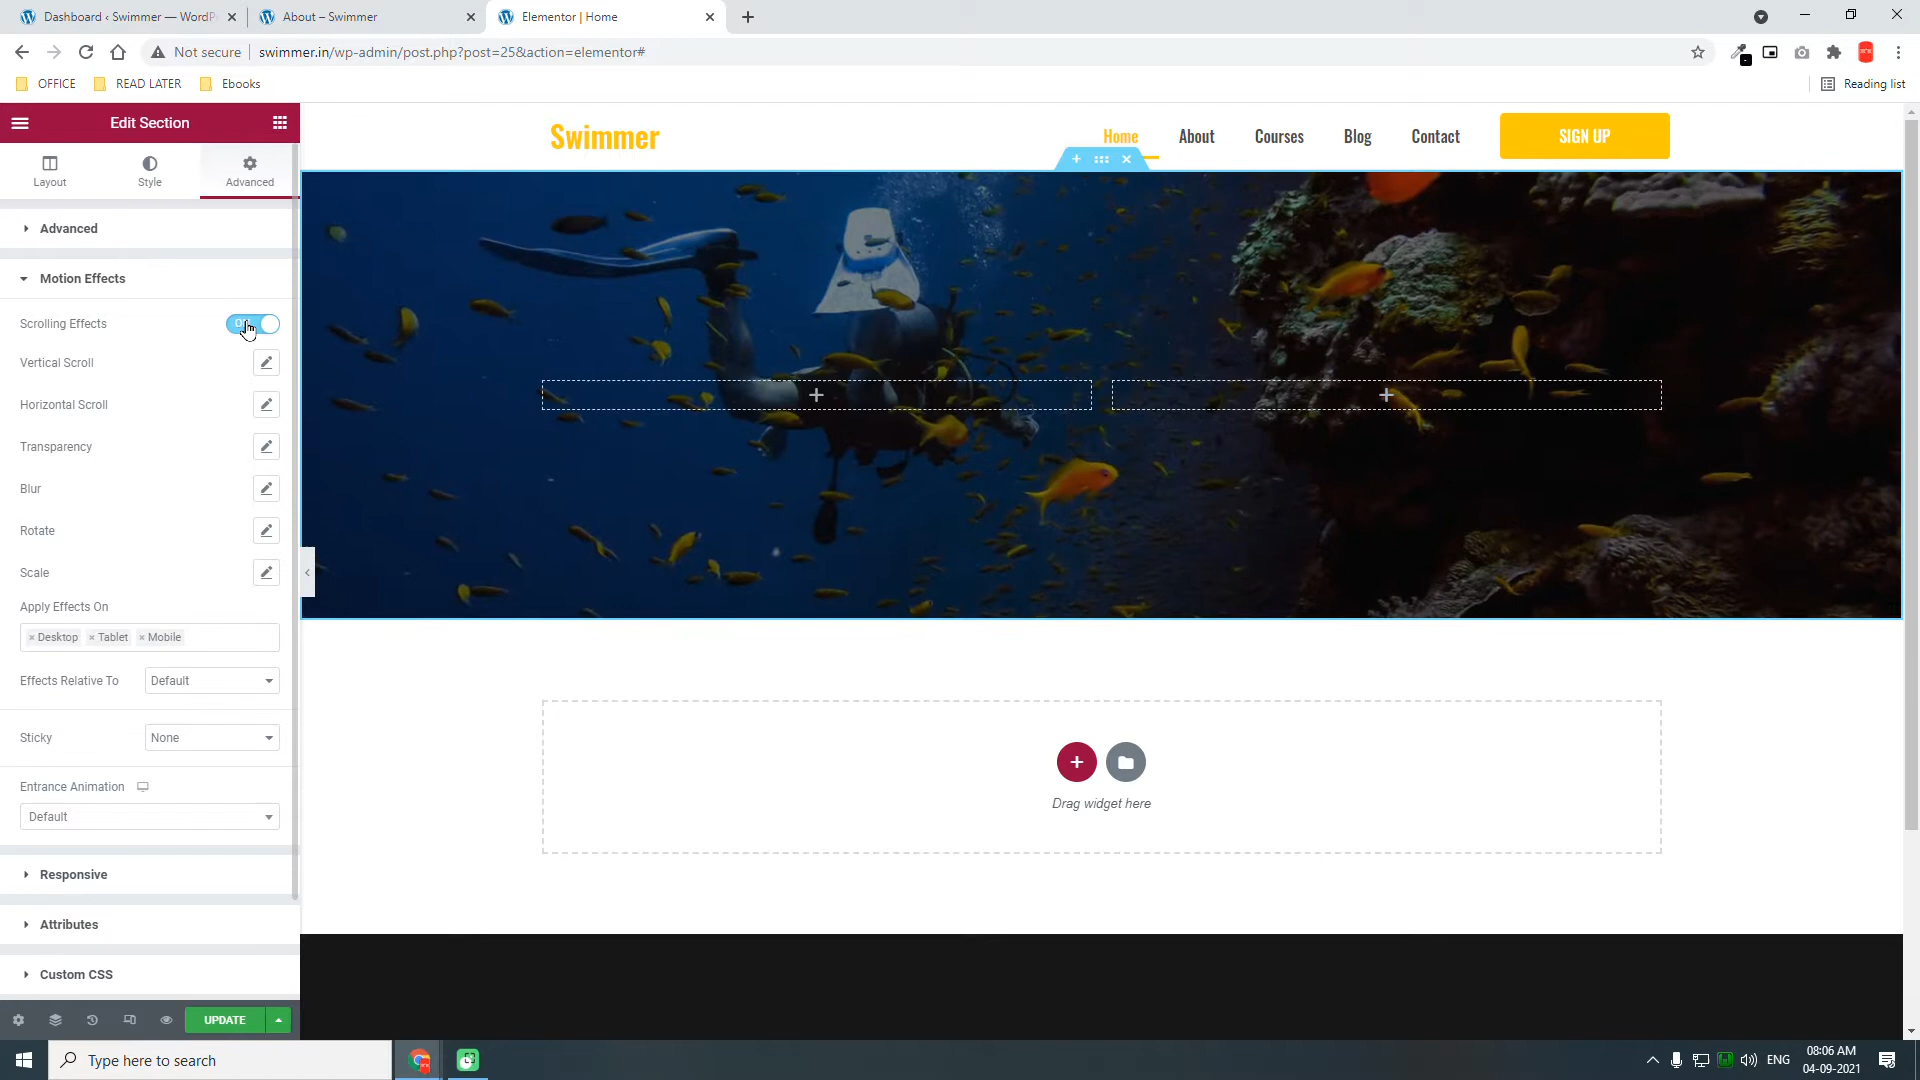 Dashboard ‹ Swimmer — WordP
About – Swimmer
Elementor | Home
Not secure
swimmer.in/wp-admin/post.php?post=25&action=elementor#
OFFICE
READ LATER
Ebooks
Reading list
Edit Section
Layout
Style
Advanced
Swimmer
Home
About
Courses
Blog
Contact
SIGN UP
Advanced
Motion Effects
Scrolling Effects
Vertical Scroll
Horizontal Scroll
Transparency
Blur
Rotate
Scale
Apply Effects On
× Desktop × Tablet × Mobile
Effects Relative To
Default
Sticky
None
Entrance Animation
Default
Drag widget here
Responsive
Attributes
Custom CSS
UPDATE
Type here to search
ENG
08:06 AM
04-09-2021